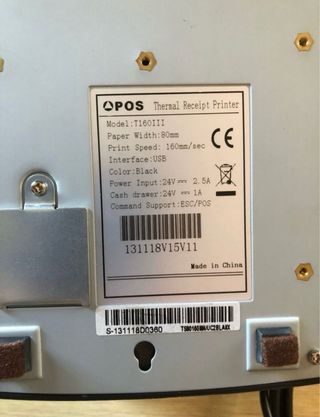 POS Thermal Receipt Printer
Model:T160III
Paper Width:80mm
Print Speed: 160mm/sec
Interface:USB
Color:Black
Power Input:24V⎓ 2.5A
Cash drawer:24V⎓ 1A
Command Support:ESC/POS
CE
131118V15V11
Made in China
S-131118D0360